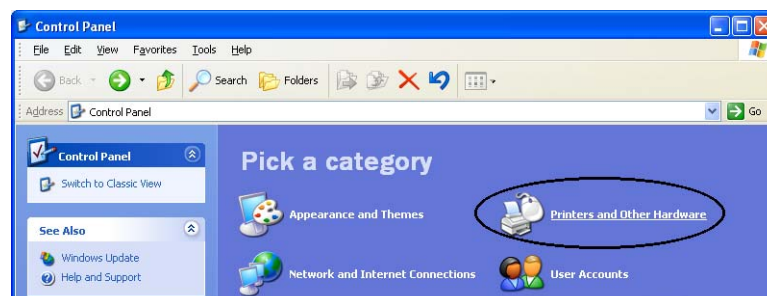 Control Panel
File Edit View Favorites Tools Help
Back Search Folders
Address Control Panel Go
Control Panel
Switch to Classic View
See Also
Windows Update
Help and Support
Pick a category
Appearance and Themes
Printers and Other Hardware
Network and Internet Connections
User Accounts